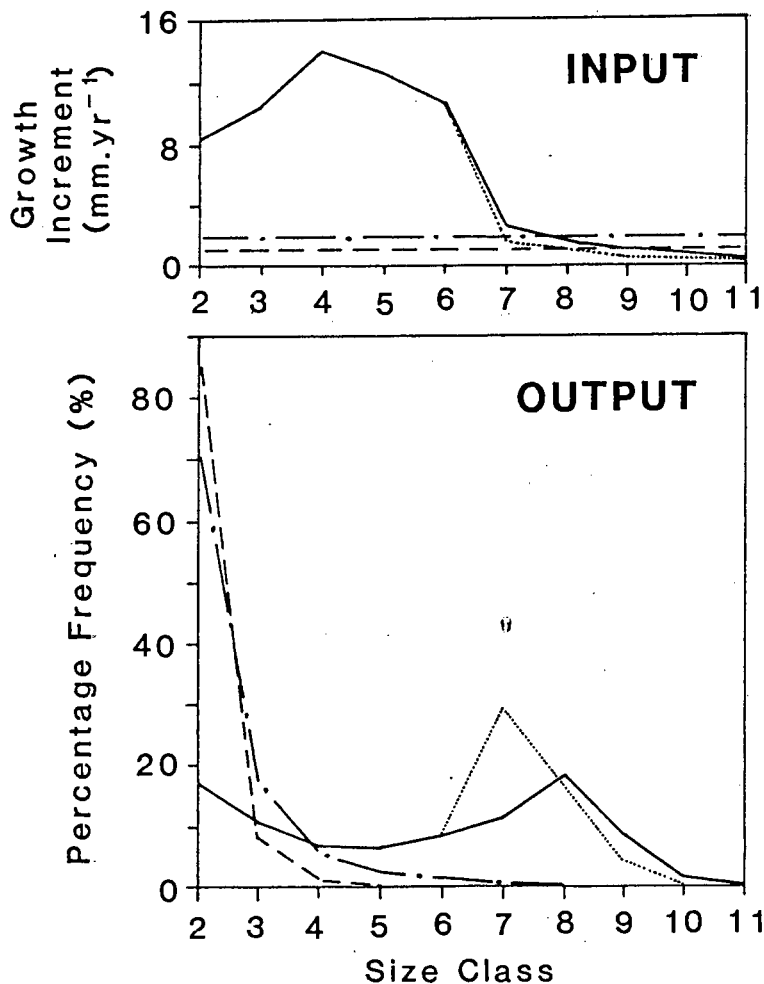 Growth
Increment
(mm.yr⁻¹)
16
8
0
INPUT
2 3 4 5 6 7 8 9 10 11
Percentage Frequency (%)
80
60
40
20
0
OUTPUT
2 3 4 5 6 7 8 9 10 11
Size Class